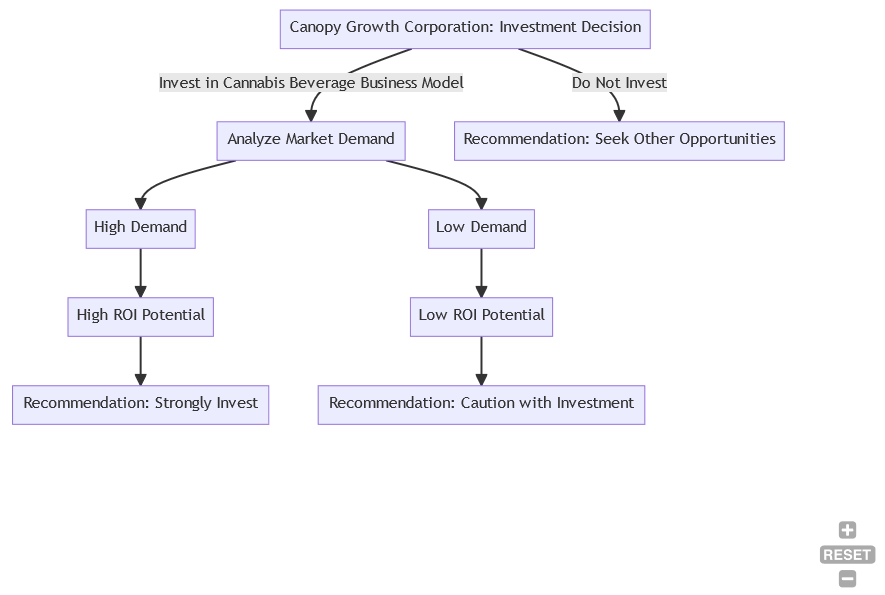 Canopy Growth Corporation: Investment Decision
Invest in Cannabis Beverage Business Model
Do Not Invest
Analyze Market Demand
Recommendation: Seek Other Opportunities
High Demand
Low Demand
High ROI Potential
Low ROI Potential
Recommendation: Strongly Invest
Recommendation: Caution with Investment
+
RESET
−